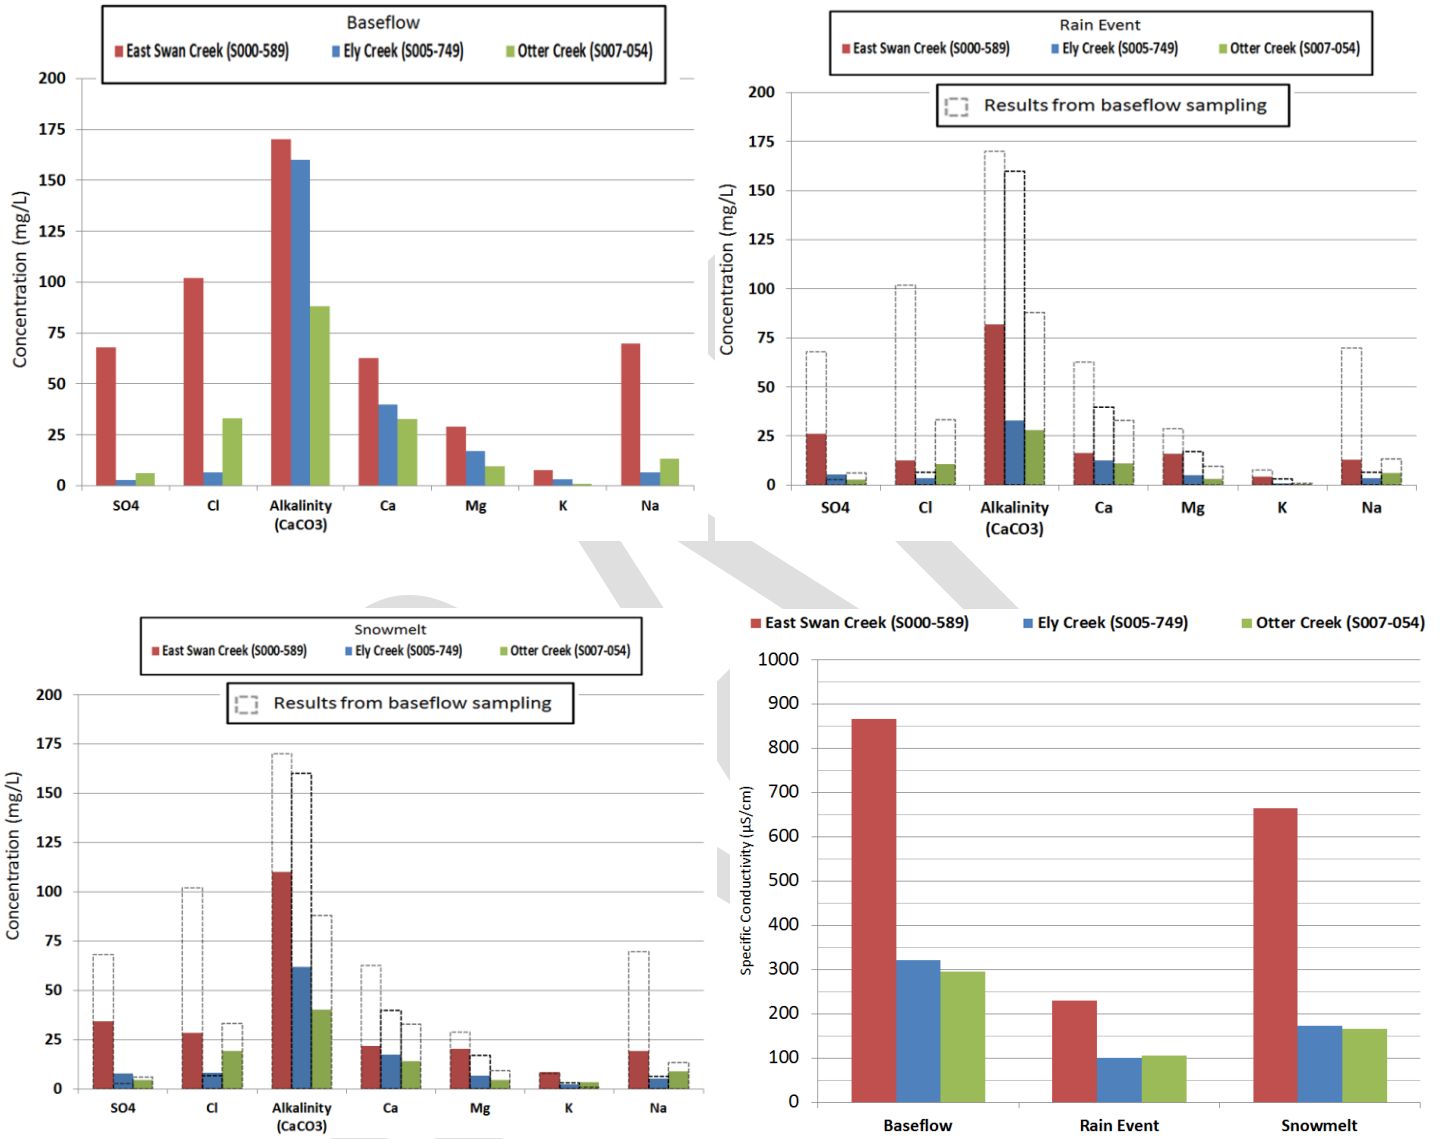 Baseflow
East Swan Creek (S000-589) Ely Creek (S005-749) Otter Creek (S007-054)
Concentration (mg/L)
200
175
150
125
100
75
50
25
0
SO4 Cl Alkalinity (CaCO3) Ca Mg K Na
Rain Event
East Swan Creek (S000-589) Ely Creek (S005-749) Otter Creek (S007-054)
Results from baseflow sampling
Concentration (mg/L)
200
175
150
125
100
75
50
25
0
SO4 Cl Alkalinity (CaCO3) Ca Mg K Na
Snowmelt
East Swan Creek (S000-589) Ely Creek (S005-749) Otter Creek (S007-054)
Results from baseflow sampling
Concentration (mg/L)
200
175
150
125
100
75
50
25
0
SO4 Cl Alkalinity (CaCO3) Ca Mg K Na
East Swan Creek (S000-589) Ely Creek (S005-749) Otter Creek (S007-054)
Specific Conductivity (µS/cm)
1000
900
800
700
600
500
400
300
200
100
0
Baseflow Rain Event Snowmelt